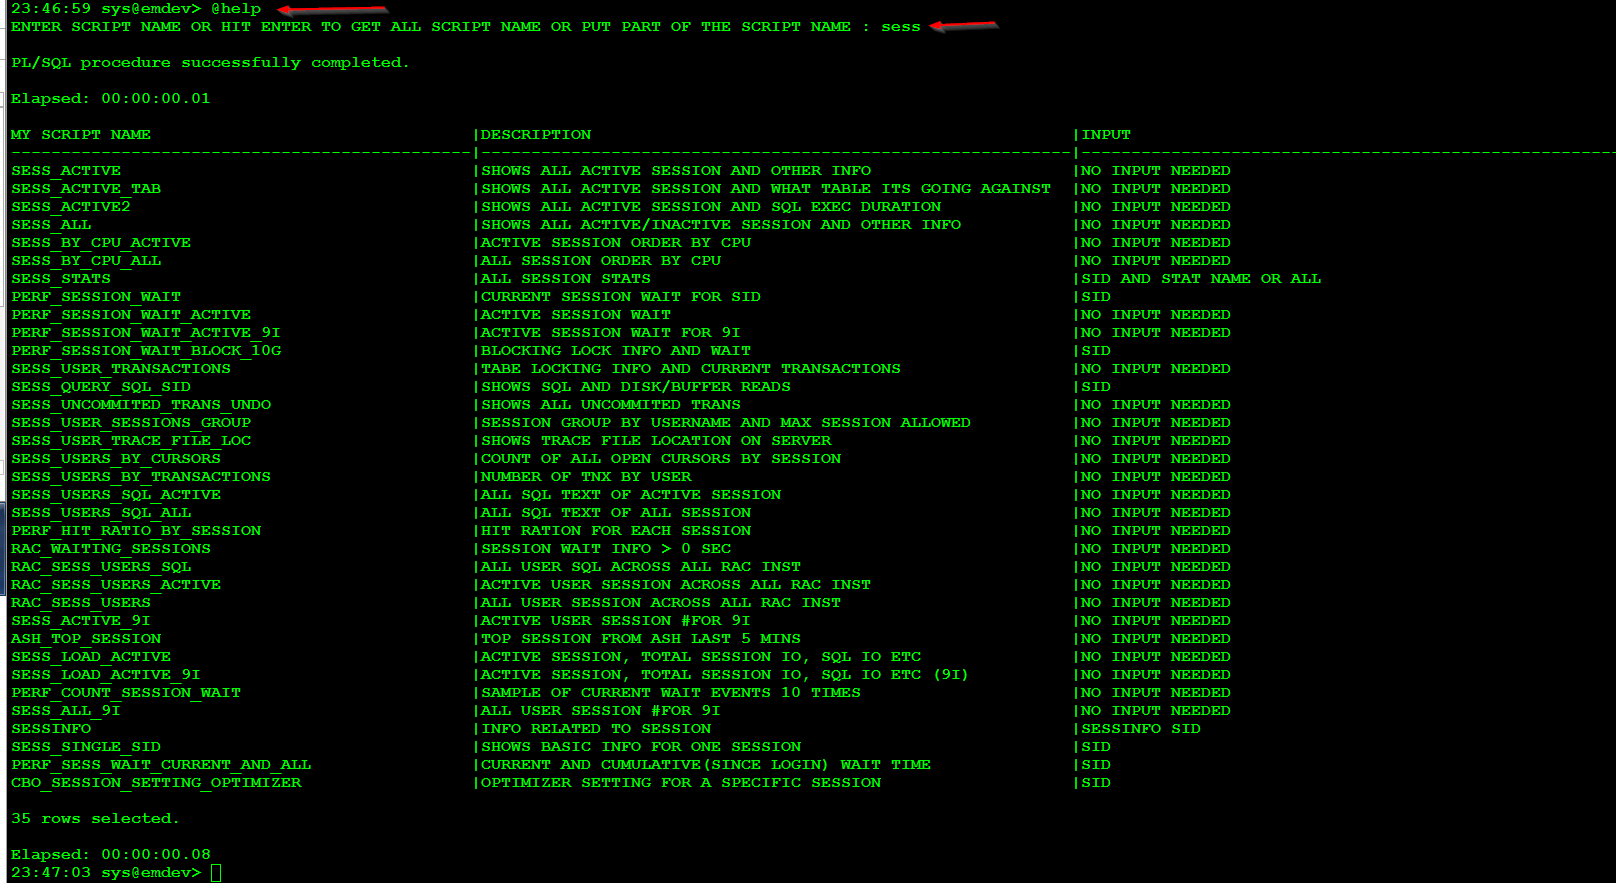 23:46:59 sys@emdev> @help
ENTER SCRIPT NAME OR HIT ENTER TO GET ALL SCRIPT NAME OR PUT PART OF THE SCRIPT NAME : sess
PL/SQL procedure successfully completed.
Elapsed: 00:00:00.01
MY SCRIPT NAME |DESCRIPTION |INPUT
----------------------------------------------|-----------------------------------------------------------|------------------------------------------------------
SESS_ACTIVE |SHOWS ALL ACTIVE SESSION AND OTHER INFO |NO INPUT NEEDED
SESS_ACTIVE_TAB |SHOWS ALL ACTIVE SESSION AND WHAT TABLE ITS GOING AGAINST |NO INPUT NEEDED
SESS_ACTIVE2 |SHOWS ALL ACTIVE SESSION AND SQL EXEC DURATION |NO INPUT NEEDED
SESS_ALL |SHOWS ALL ACTIVE/INACTIVE SESSION AND OTHER INFO |NO INPUT NEEDED
SESS_BY_CPU_ACTIVE |ACTIVE SESSION ORDER BY CPU |NO INPUT NEEDED
SESS_BY_CPU_ALL |ALL SESSION ORDER BY CPU |NO INPUT NEEDED
SESS_STATS |ALL SESSION STATS |SID AND STAT NAME OR ALL
PERF_SESSION_WAIT |CURRENT SESSION WAIT FOR SID |SID
PERF_SESSION_WAIT_ACTIVE |ACTIVE SESSION WAIT |NO INPUT NEEDED
PERF_SESSION_WAIT_ACTIVE_9I |ACTIVE SESSION WAIT FOR 9I |NO INPUT NEEDED
PERF_SESSION_WAIT_BLOCK_10G |BLOCKING LOCK INFO AND WAIT |SID
SESS_USER_TRANSACTIONS |TABE LOCKING INFO AND CURRENT TRANSACTIONS |NO INPUT NEEDED
SESS_QUERY_SQL_SID |SHOWS SQL AND DISK/BUFFER READS |SID
SESS_UNCOMMITED_TRANS_UNDO |SHOWS ALL UNCOMMITED TRANS |NO INPUT NEEDED
SESS_USER_SESSIONS_GROUP |SESSION GROUP BY USERNAME AND MAX SESSION ALLOWED |NO INPUT NEEDED
SESS_USER_TRACE_FILE_LOC |SHOWS TRACE FILE LOCATION ON SERVER |NO INPUT NEEDED
SESS_USERS_BY_CURSORS |COUNT OF ALL OPEN CURSORS BY SESSION |NO INPUT NEEDED
SESS_USERS_BY_TRANSACTIONS |NUMBER OF TNX BY USER |NO INPUT NEEDED
SESS_USERS_SQL_ACTIVE |ALL SQL TEXT OF ACTIVE SESSION |NO INPUT NEEDED
SESS_USERS_SQL_ALL |ALL SQL TEXT OF ALL SESSION |NO INPUT NEEDED
PERF_HIT_RATIO_BY_SESSION |HIT RATION FOR EACH SESSION |NO INPUT NEEDED
RAC_WAITING_SESSIONS |SESSION WAIT INFO > 0 SEC |NO INPUT NEEDED
RAC_SESS_USERS_SQL |ALL USER SQL ACROSS ALL RAC INST |NO INPUT NEEDED
RAC_SESS_USERS_ACTIVE |ACTIVE USER SESSION ACROSS ALL RAC INST |NO INPUT NEEDED
RAC_SESS_USERS |ALL USER SESSION ACROSS ALL RAC INST |NO INPUT NEEDED
SESS_ACTIVE_9I |ACTIVE USER SESSION #FOR 9I |NO INPUT NEEDED
ASH_TOP_SESSION |TOP SESSION FROM ASH LAST 5 MINS |NO INPUT NEEDED
SESS_LOAD_ACTIVE |ACTIVE SESSION, TOTAL SESSION IO, SQL IO ETC |NO INPUT NEEDED
SESS_LOAD_ACTIVE_9I |ACTIVE SESSION, TOTAL SESSION IO, SQL IO ETC (9I) |NO INPUT NEEDED
PERF_COUNT_SESSION_WAIT |SAMPLE OF CURRENT WAIT EVENTS 10 TIMES |NO INPUT NEEDED
SESS_ALL_9I |ALL USER SESSION #FOR 9I |NO INPUT NEEDED
SESSINFO |INFO RELATED TO SESSION |SESSINFO SID
SESS_SINGLE_SID |SHOWS BASIC INFO FOR ONE SESSION |SID
PERF_SESS_WAIT_CURRENT_AND_ALL |CURRENT AND CUMULATIVE(SINCE LOGIN) WAIT TIME |SID
CBO_SESSION_SETTING_OPTIMIZER |OPTIMIZER SETTING FOR A SPECIFIC SESSION |SID
35 rows selected.
Elapsed: 00:00:00.08
23:47:03 sys@emdev>